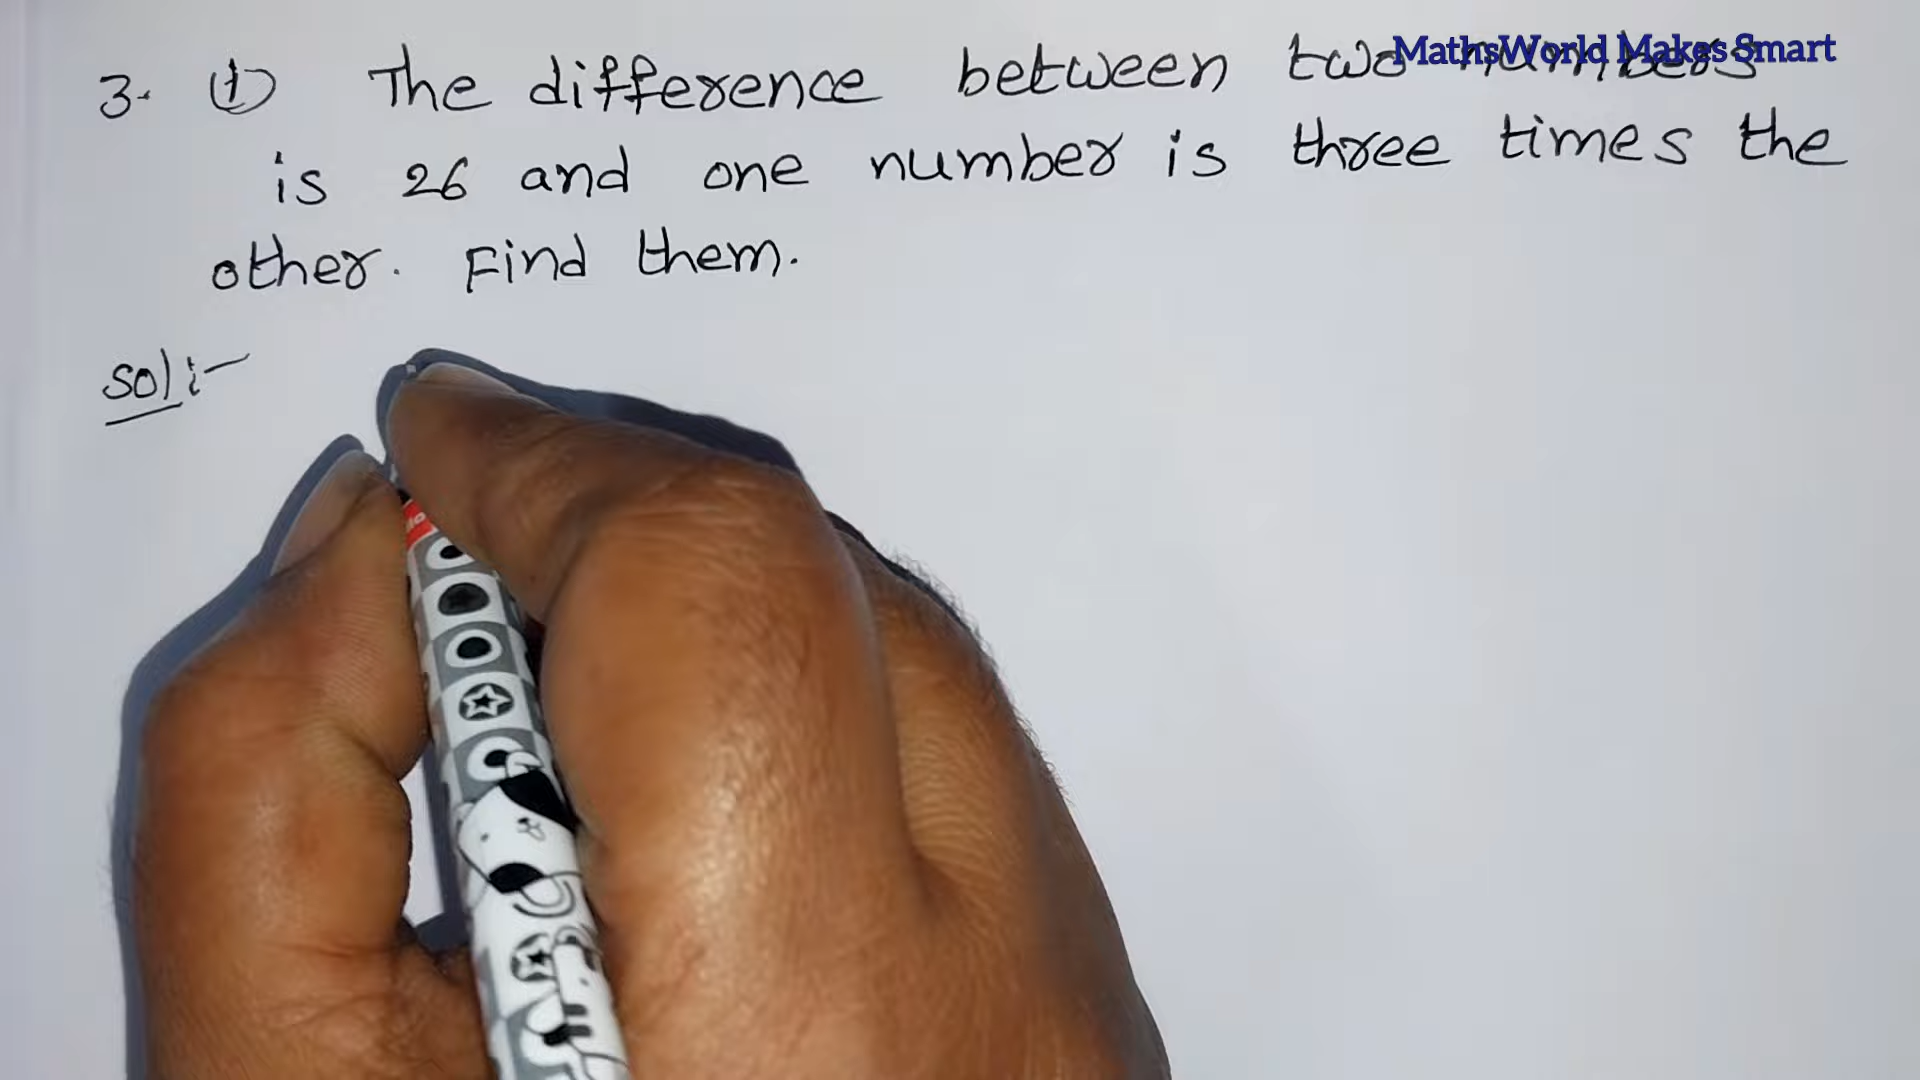 3. (1) The difference between two numbers
MathsWorld Makes Smart
is 26 and one number is three times the
other. Find them.
Sol:-